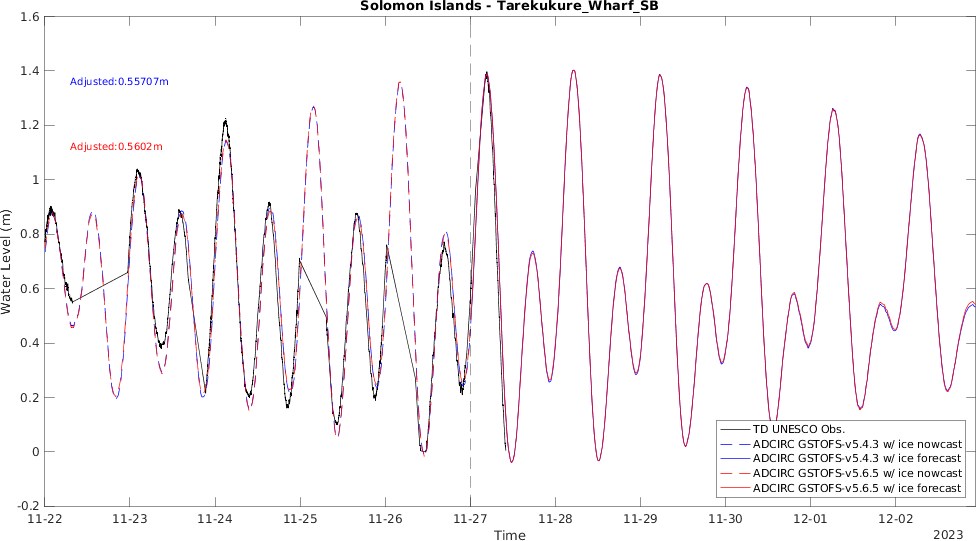 Solomon Islands - Tarekukure_Wharf_SB
1.6
1.4
1.2
1
0.8
0.6
0.4
0.2
0
-0.2
Water Level (m)
Adjusted:0.55707m
Adjusted:0.5602m
TD UNESCO Obs.
ADCIRC GSTOFS-v5.4.3 w/ ice nowcast
ADCIRC GSTOFS-v5.4.3 w/ ice forecast
ADCIRC GSTOFS-v5.6.5 w/ ice nowcast
ADCIRC GSTOFS-v5.6.5 w/ ice forecast
11-22 11-23 11-24 11-25 11-26 11-27 11-28 11-29 11-30 12-01 12-02
Time
2023